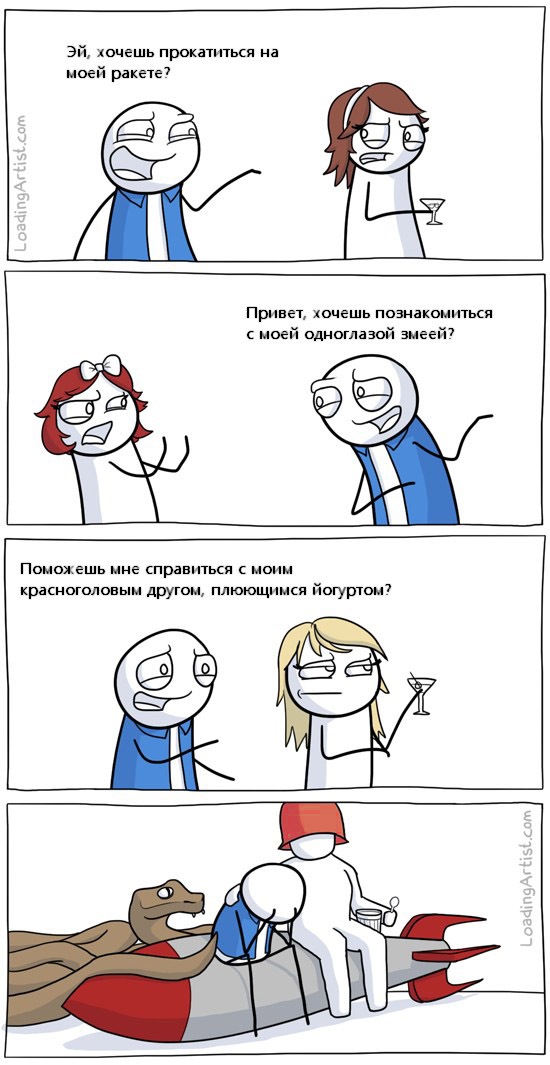 Эй, хочешь прокатиться на
моей ракете?
LoadingArtist.com
Привет, хочешь познакомиться
с моей одноглазой змеей?
Поможешь мне справиться с моим
красноголовым другом, плюющимся йогуртом?
LoadingArtist.com